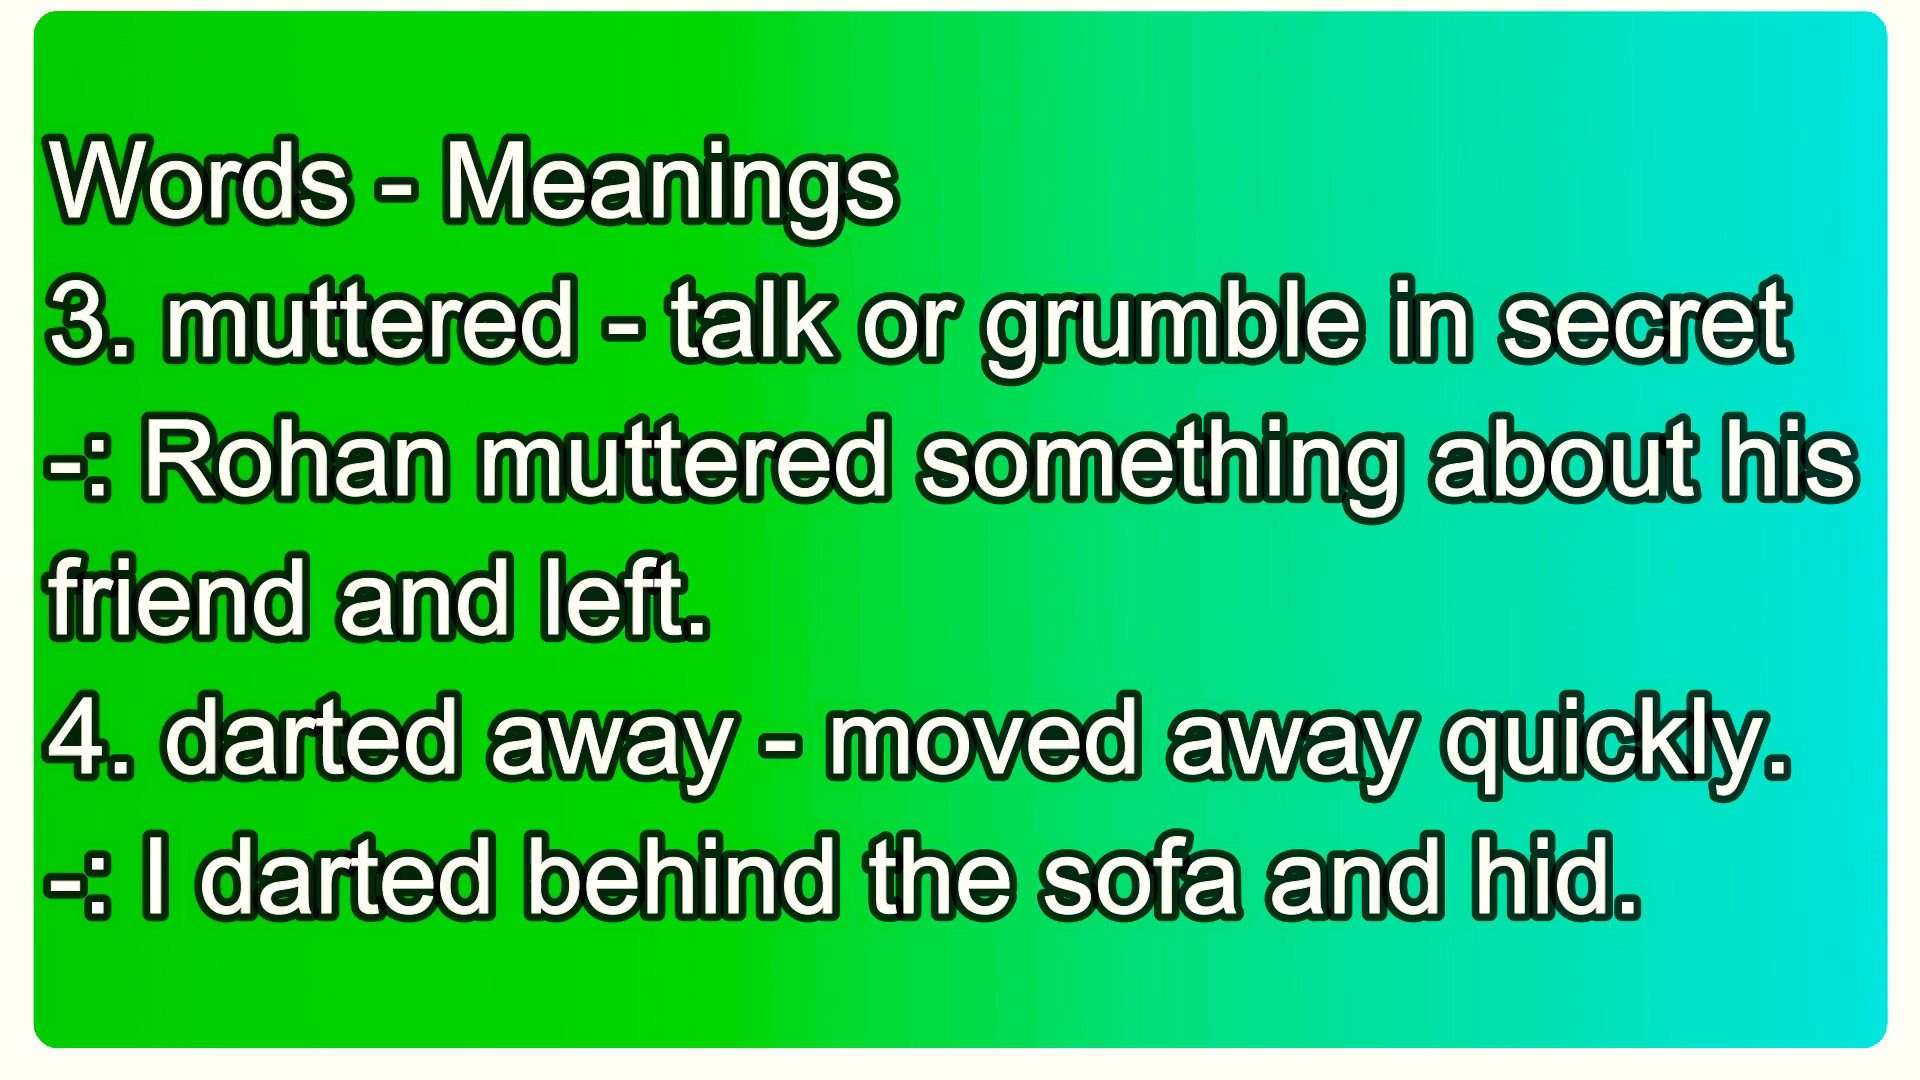 Words - Meanings
3. muttered - talk or grumble in secret
-: Rohan muttered something about his
friend and left.
4. darted away - moved away quickly.
-: I darted behind the sofa and hid.